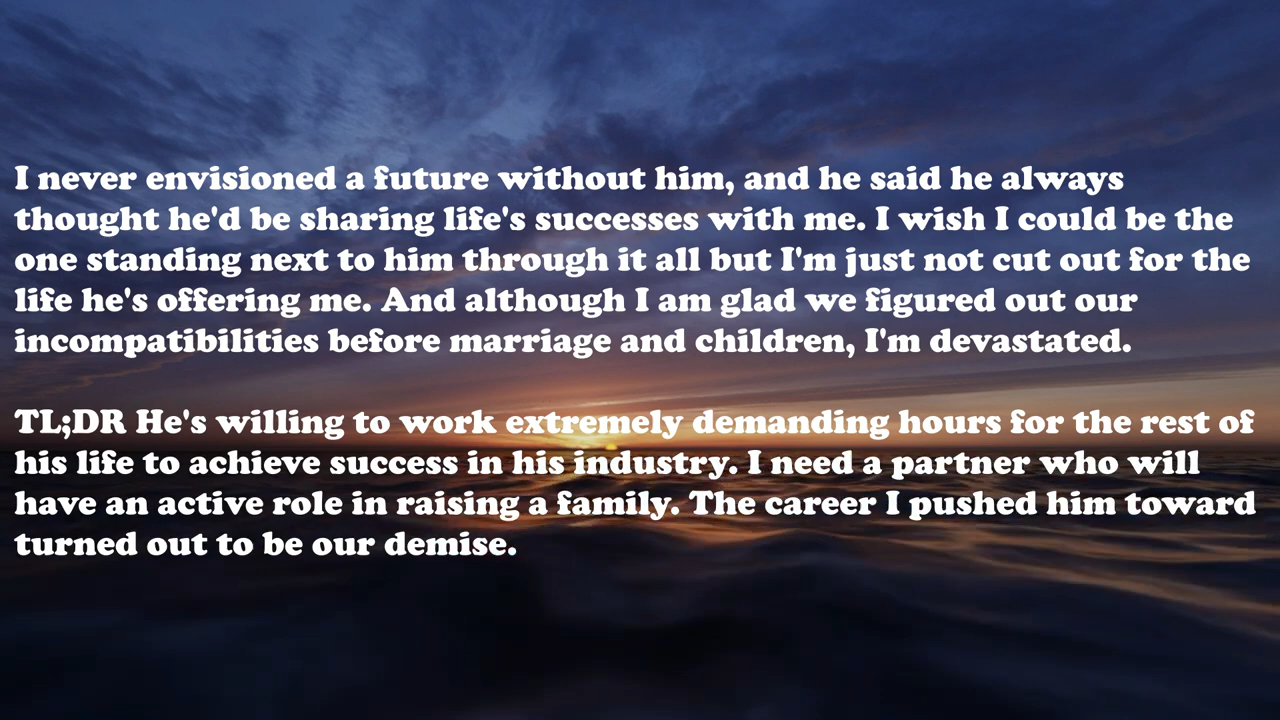 I never envisioned a future without him, and he said he always
thought he'd be sharing life's successes with me. I wish I could be the
one standing next to him through it all but I'm just not cut out for the
life he's offering me. And although I am glad we figured out our
incompatibilities before marriage and children, I'm devastated.
TL;DR He's willing to work extremely demanding hours for the rest of
his life to achieve success in his industry. I need a partner who will
have an active role in raising a family. The career I pushed him toward
turned out to be our demise.